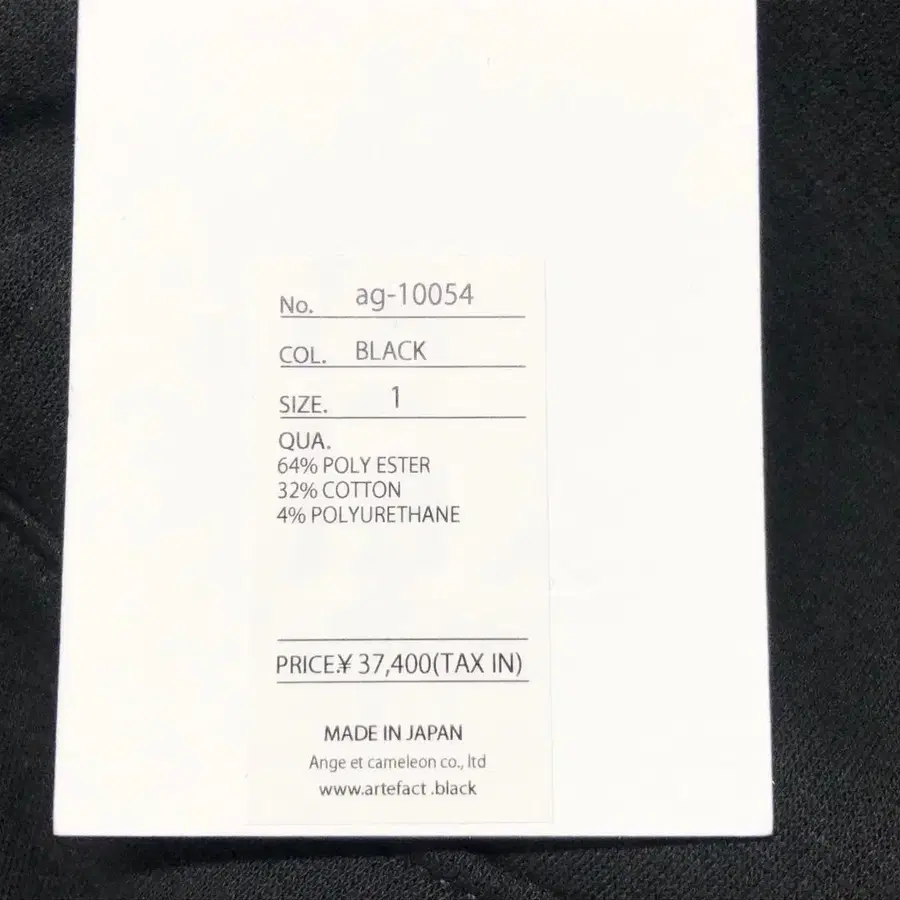 No. ag-10054
COL. BLACK
SIZE. 1
QUA.
64% POLY ESTER
32% COTTON
4% POLYURETHANE
PRICE¥ 37,400(TAX IN)
MADE IN JAPAN
Ange et cameleon co., ltd
www.artefact .black